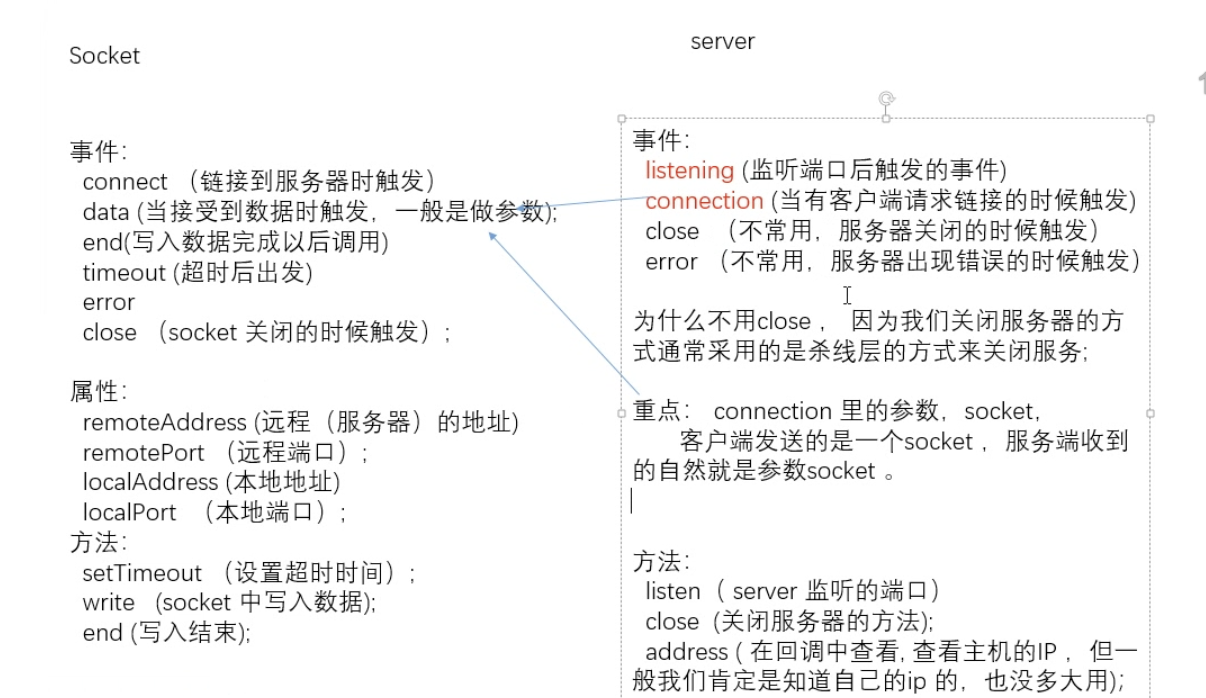 Socket
事件：
connect （链接到服务器时触发）
data (当接受到数据时触发，一般是做参数);
end(写入数据完成以后调用)
timeout (超时后出发)
error
close （socket 关闭的时候触发）;
属性：
remoteAddress (远程（服务器）的地址)
remotePort （远程端口）;
localAddress (本地地址)
localPort （本地端口）;
方法：
setTimeout （设置超时时间）;
write (socket 中写入数据);
end (写入结束);
server
事件：
listening (监听端口后触发的事件)
connection (当有客户端请求链接的时候触发)
close （不常用，服务器关闭的时候触发）
error （不常用，服务器出现错误的时候触发）
为什么不用close ， 因为我们关闭服务器的方
式通常采用的是杀线层的方式来关闭服务;
重点： connection 里的参数，socket,
客户端发送的是一个socket ，服务端收到
的自然就是参数socket 。
方法：
listen （ server 监听的端口）
close (关闭服务器的方法);
address ( 在回调中查看, 查看主机的IP ，但一
般我们肯定是知道自己的ip 的，也没多大用);